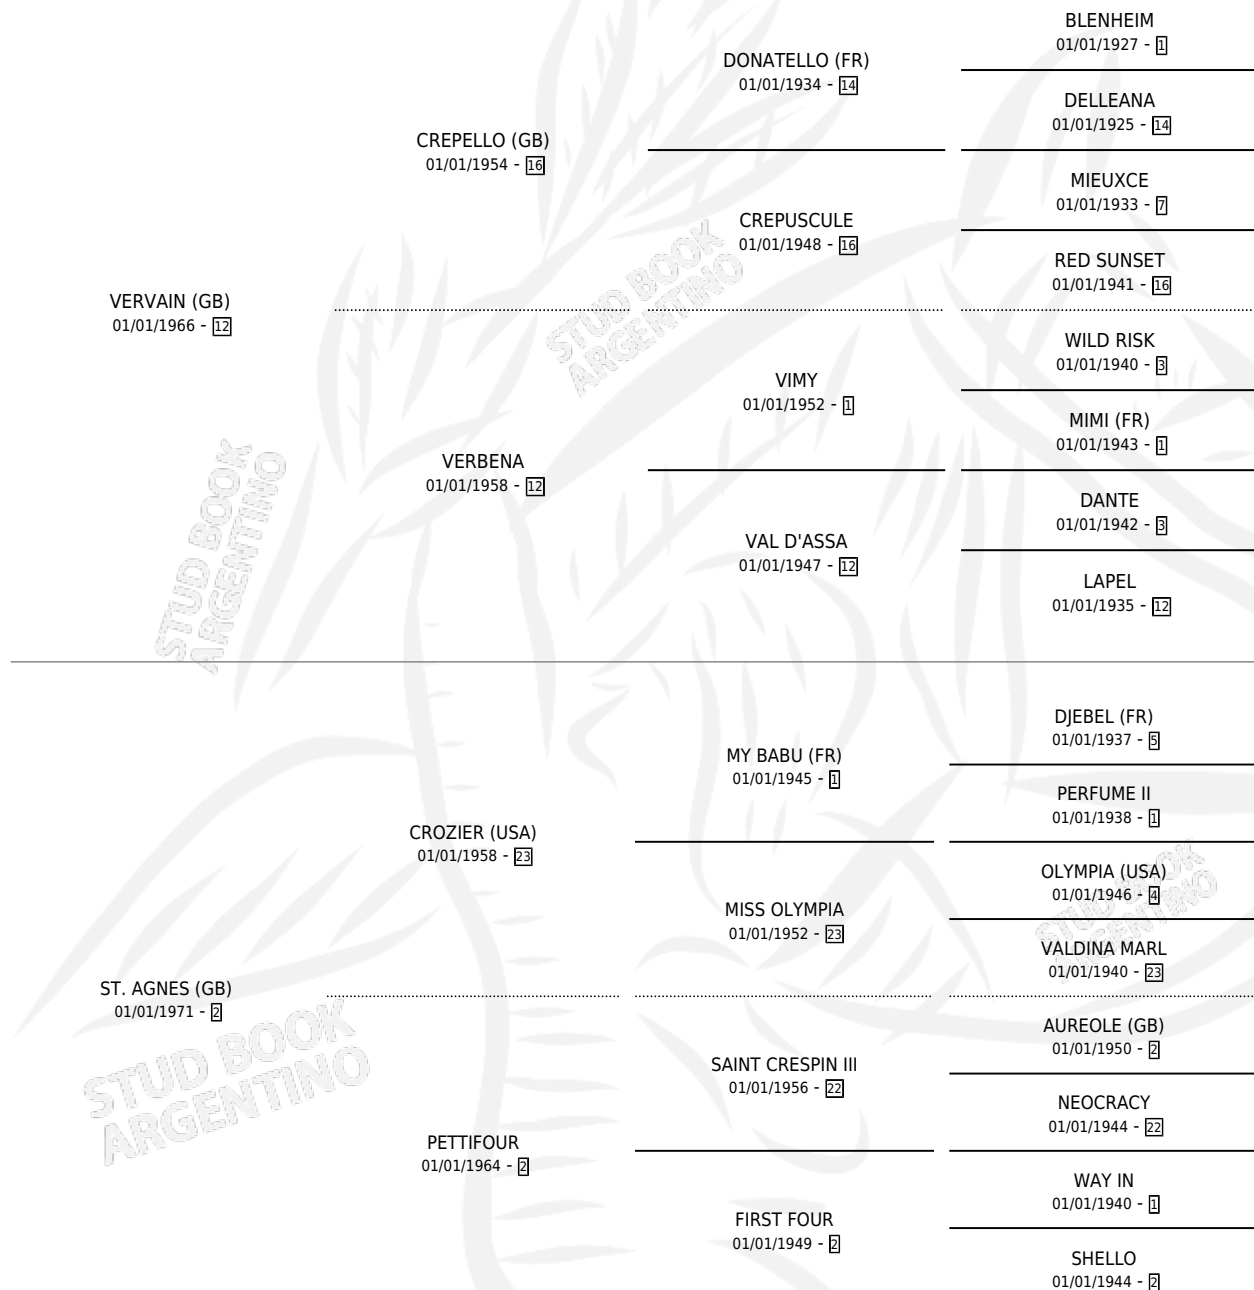 BLENHEIM
01/01/1927 - 1
DONATELLO (FR)
01/01/1934 - 14
DELLEANA
01/01/1925 - 14
CREPELLO (GB)
01/01/1954 - 16
MIEUXCE
01/01/1933 - 7
CREPUSCULE
01/01/1948 - 16
RED SUNSET
01/01/1941 - 16
VERVAIN (GB)
01/01/1966 - 12
WILD RISK
01/01/1940 - 3
VIMY
01/01/1952 - 1
MIMI (FR)
01/01/1943 - 1
VERBENA
01/01/1958 - 12
DANTE
01/01/1942 - 3
VAL D'ASSA
01/01/1947 - 12
LAPEL
01/01/1935 - 12
DJEBEL (FR)
01/01/1937 - 5
MY BABU (FR)
01/01/1945 - 1
PERFUME II
01/01/1938 - 1
CROZIER (USA)
01/01/1958 - 23
OLYMPIA (USA)
01/01/1946 - 4
MISS OLYMPIA
01/01/1952 - 23
VALDINA MARL
01/01/1940 - 23
ST. AGNES (GB)
01/01/1971 - 2
AUREOLE (GB)
01/01/1950 - 2
SAINT CRESPIN III
01/01/1956 - 22
NEOCRACY
01/01/1944 - 22
PETTIFOUR
01/01/1964 - 2
WAY IN
01/01/1940 - 1
FIRST FOUR
01/01/1949 - 2
SHELLO
01/01/1944 - 2
STUD BOOK
ARGENTINO
STUD BOOK
ARGENTINO
STUD BOOK
ARGENTINO
STUD BOOK
ARGENTINO